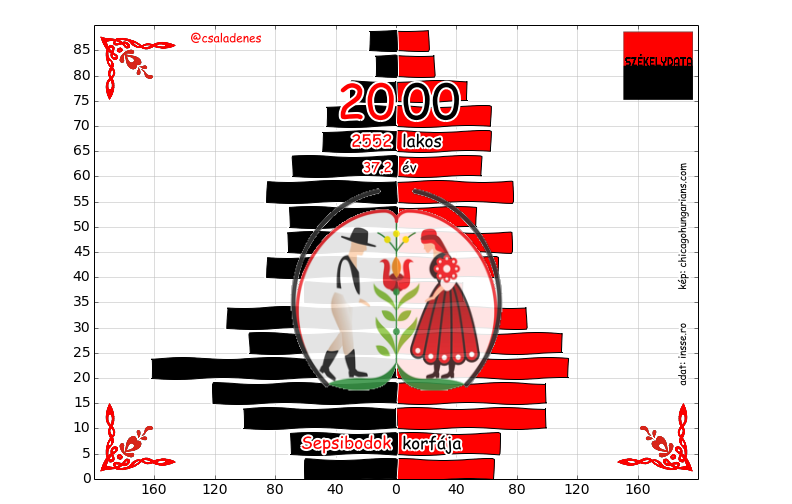 @csaladenes
SZÉKELYDATA
2000
2552 lakos
37,2 év
kép: chicagohungarians.com
adat: insse.ro
Sepsibodok korfája
85
80
75
70
65
60
55
50
45
40
35
30
25
20
15
10
5
0
160 120 80 40 0 40 80 120 160